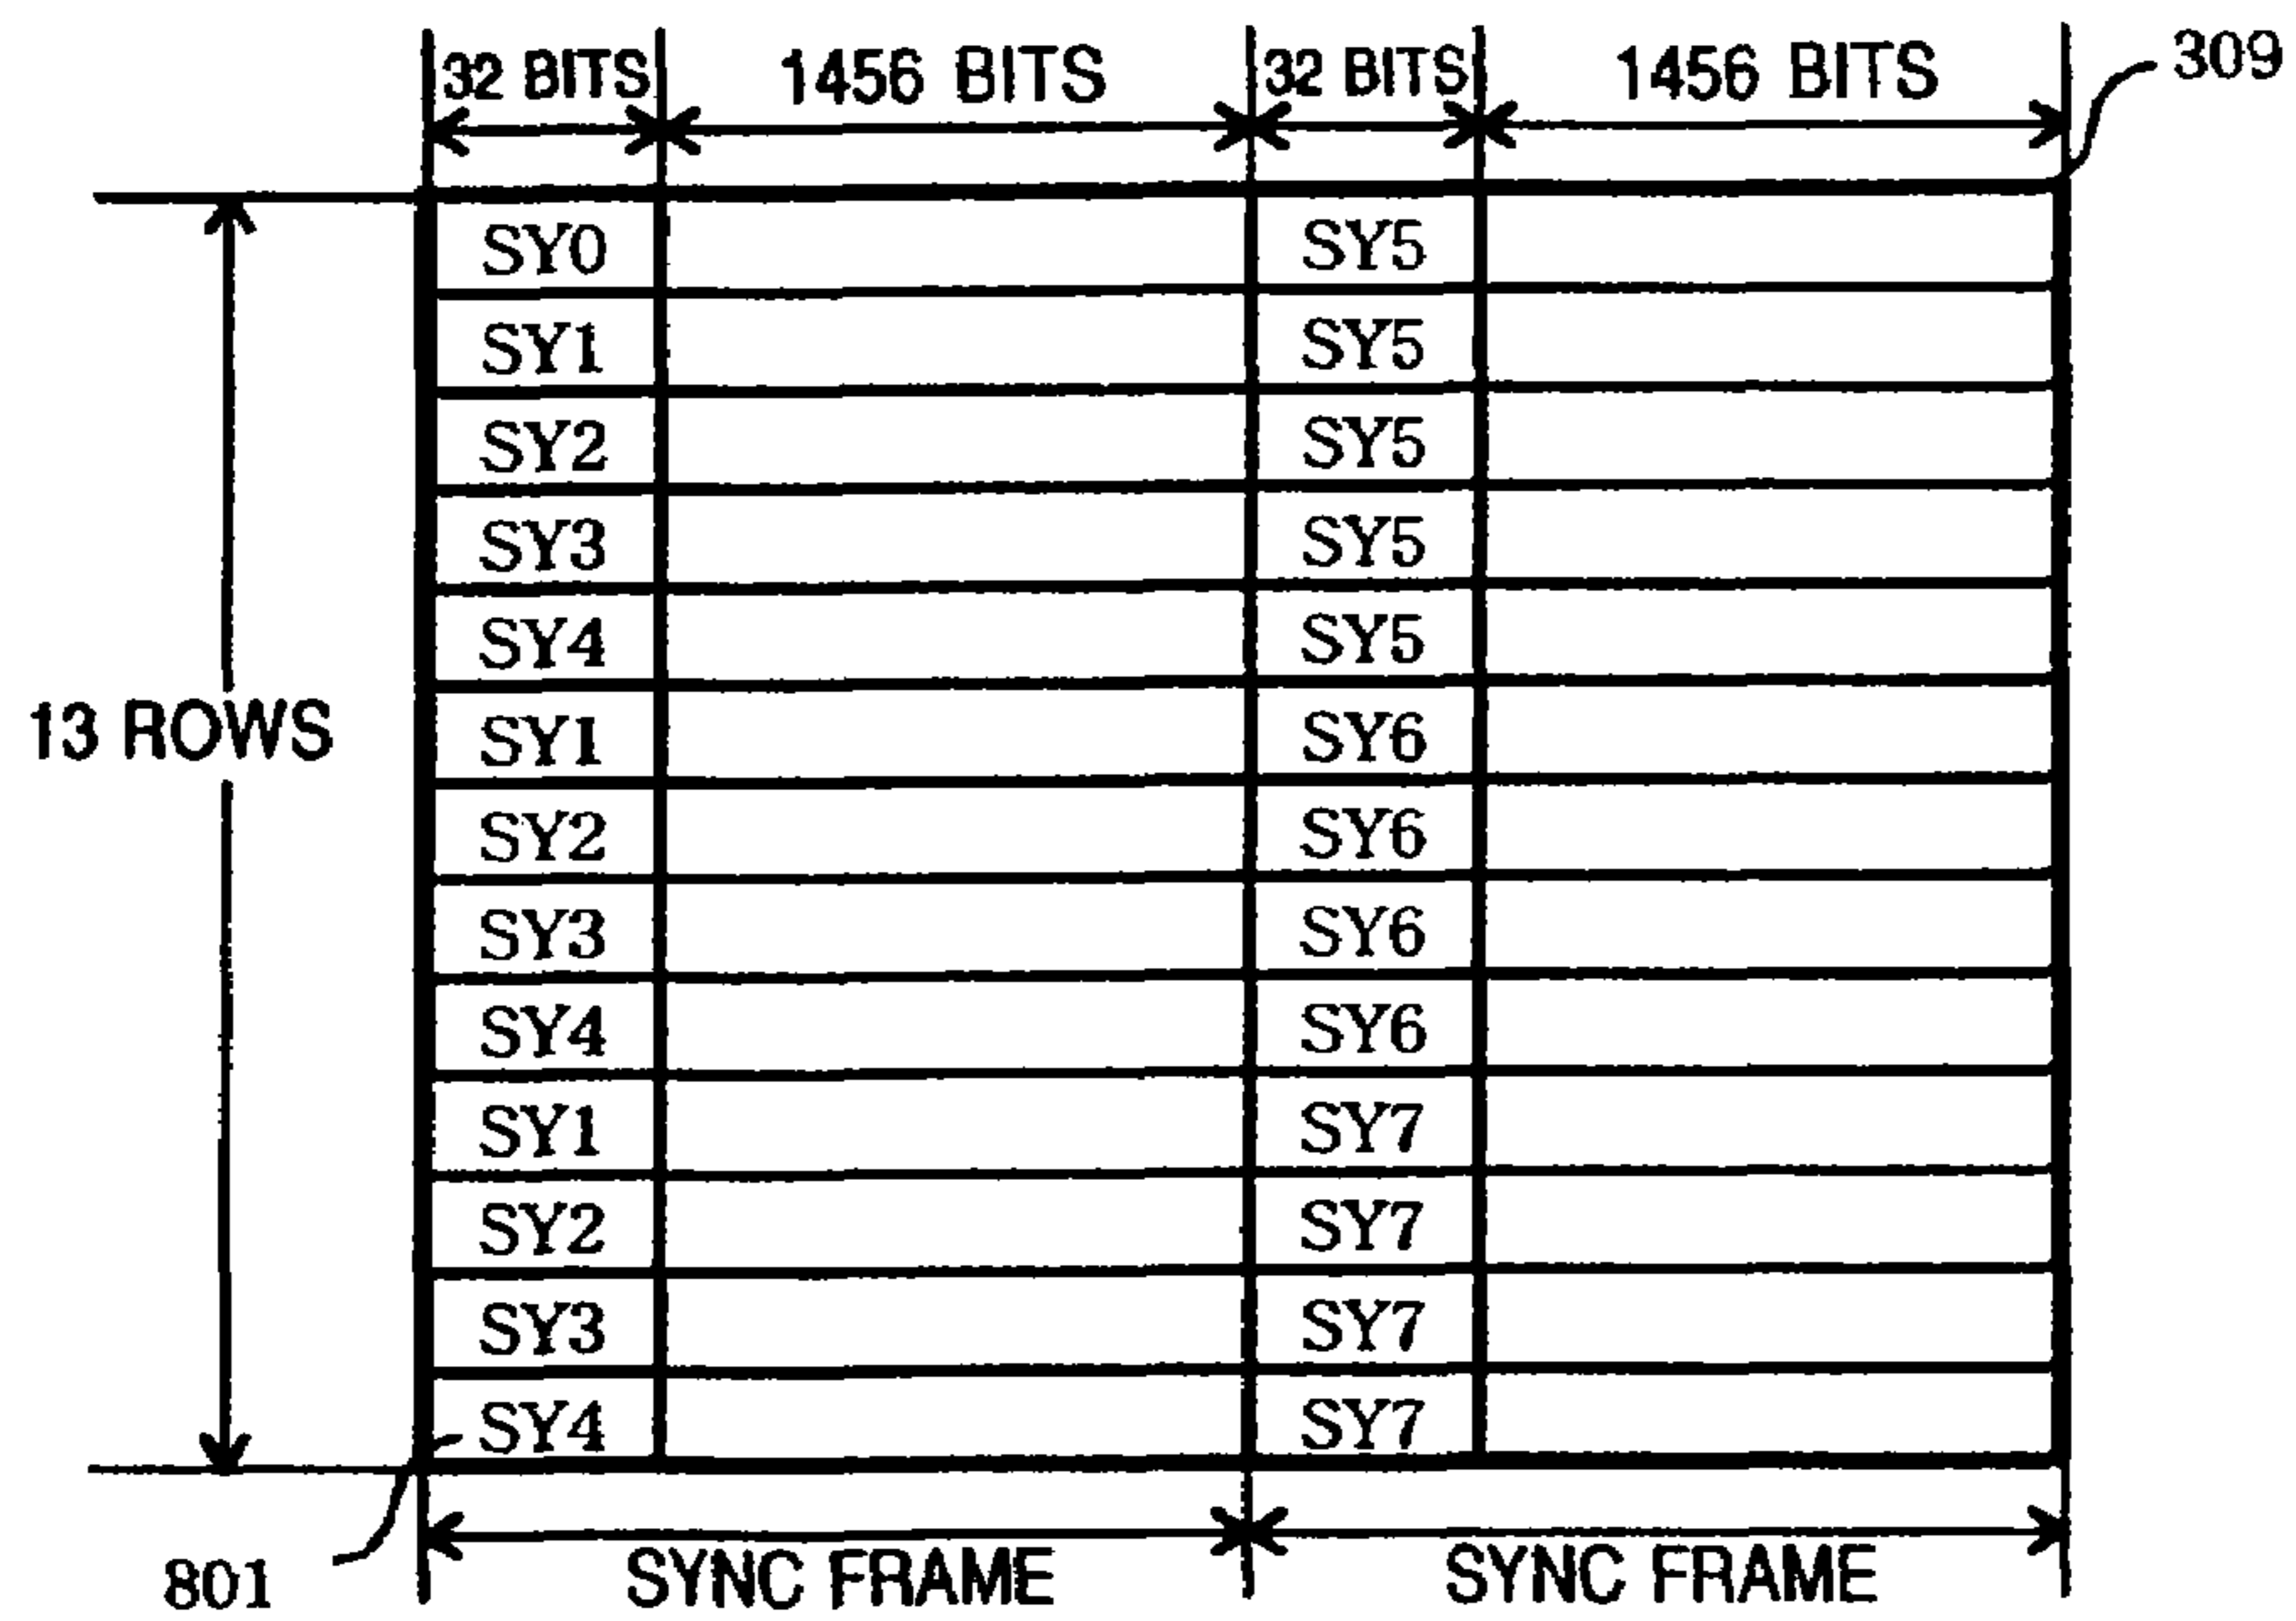 32 BITS 1456 BITS 32 BITS 1456 BITS 309
SY0 SY5
SY1 SY5
SY2 SY5
SY3 SY5
SY4 SY5
13 ROWS SY1 SY6
SY2 SY6
SY3 SY6
SY4 SY6
SY1 SY7
SY2 SY7
SY3 SY7
SY4 SY7
801 SYNC FRAME SYNC FRAME